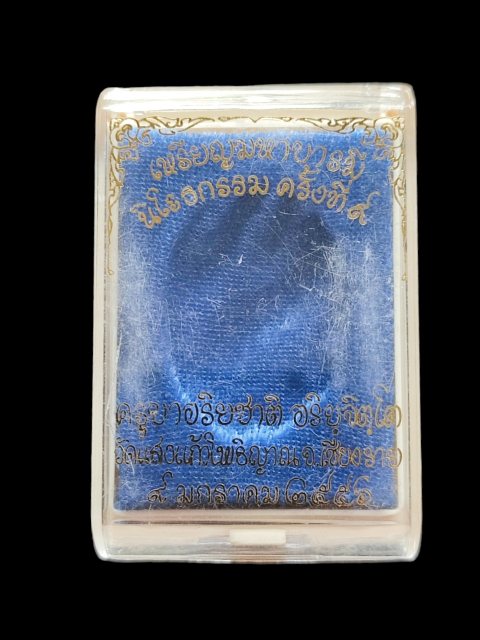 เหรียญมหาบารมี
นิโรธกรรม ครั้งที่ ๙
ครูบาอริยชาติ อริยจิตฺโต
วัดแสงแก้วโพธิญาณ จ.เชียงราย
๙ มกราคม ๒๕๕๖